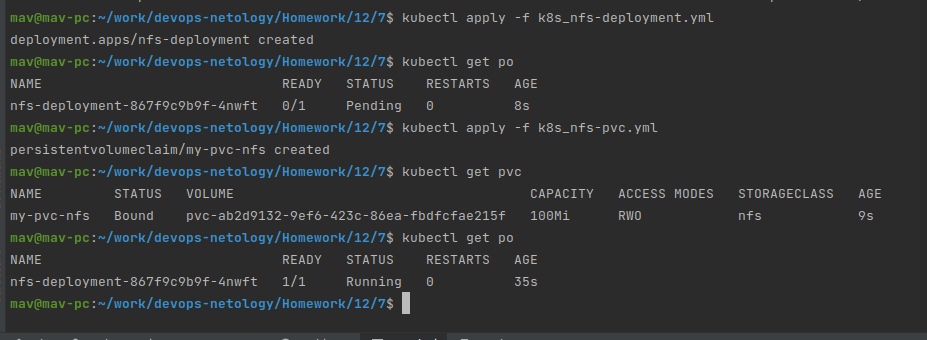 mav@mav-pc:~/work/devops-netology/Homework/12/7$ kubectl apply -f k8s_nfs-deployment.yml
deployment.apps/nfs-deployment created
mav@mav-pc:~/work/devops-netology/Homework/12/7$ kubectl get po
NAME                              READY   STATUS    RESTARTS   AGE
nfs-deployment-867f9c9b9f-4nwft   0/1     Pending   0          8s
mav@mav-pc:~/work/devops-netology/Homework/12/7$ kubectl apply -f k8s_nfs-pvc.yml
persistentvolumeclaim/my-pvc-nfs created
mav@mav-pc:~/work/devops-netology/Homework/12/7$ kubectl get pvc
NAME         STATUS   VOLUME                                     CAPACITY   ACCESS MODES   STORAGECLASS   AGE
my-pvc-nfs   Bound    pvc-ab2d9132-9ef6-423c-86ea-fbdfcfae215f   100Mi      RWO            nfs            9s
mav@mav-pc:~/work/devops-netology/Homework/12/7$ kubectl get po
NAME                              READY   STATUS    RESTARTS   AGE
nfs-deployment-867f9c9b9f-4nwft   1/1     Running   0          35s
mav@mav-pc:~/work/devops-netology/Homework/12/7$